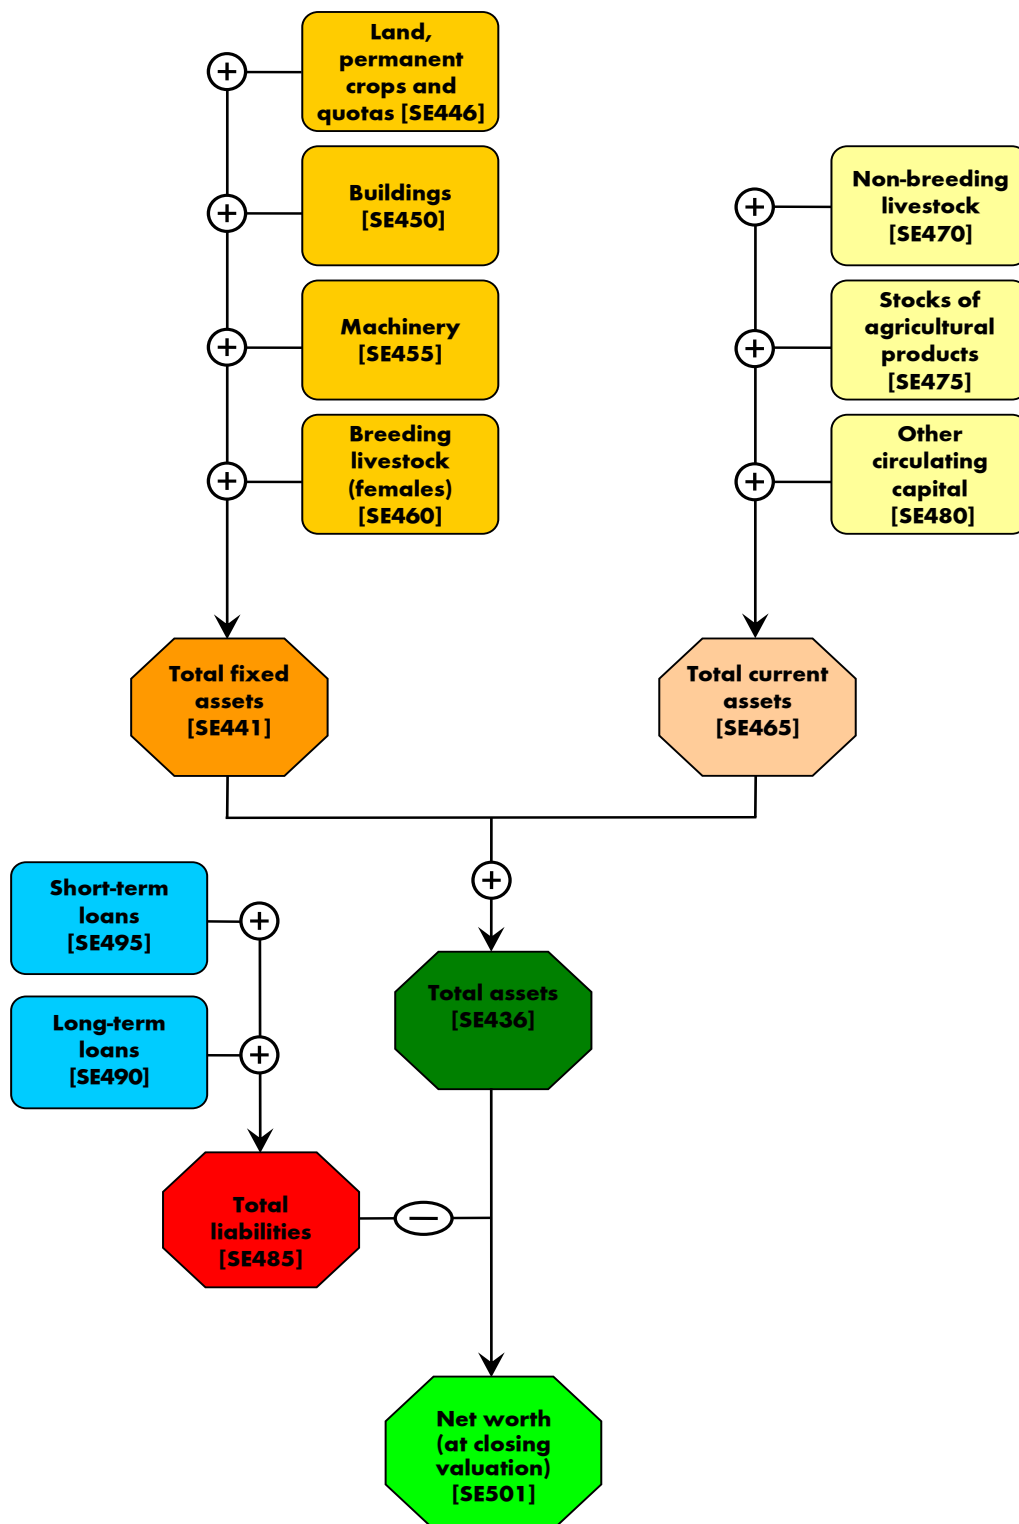 Land,
permanent
crops and
quotas [SE446]
Buildings
[SE450]
Machinery
[SE455]
Breeding
livestock
(females)
[SE460]
Non-breeding
livestock
[SE470]
Stocks of
agricultural
products
[SE475]
Other
circulating
capital
[SE480]
Total fixed
assets
[SE441]
Total current
assets
[SE465]
Short-term
loans
[SE495]
Long-term
loans
[SE490]
Total assets
[SE436]
Total
liabilities
[SE485]
Net worth
(at closing
valuation)
[SE501]